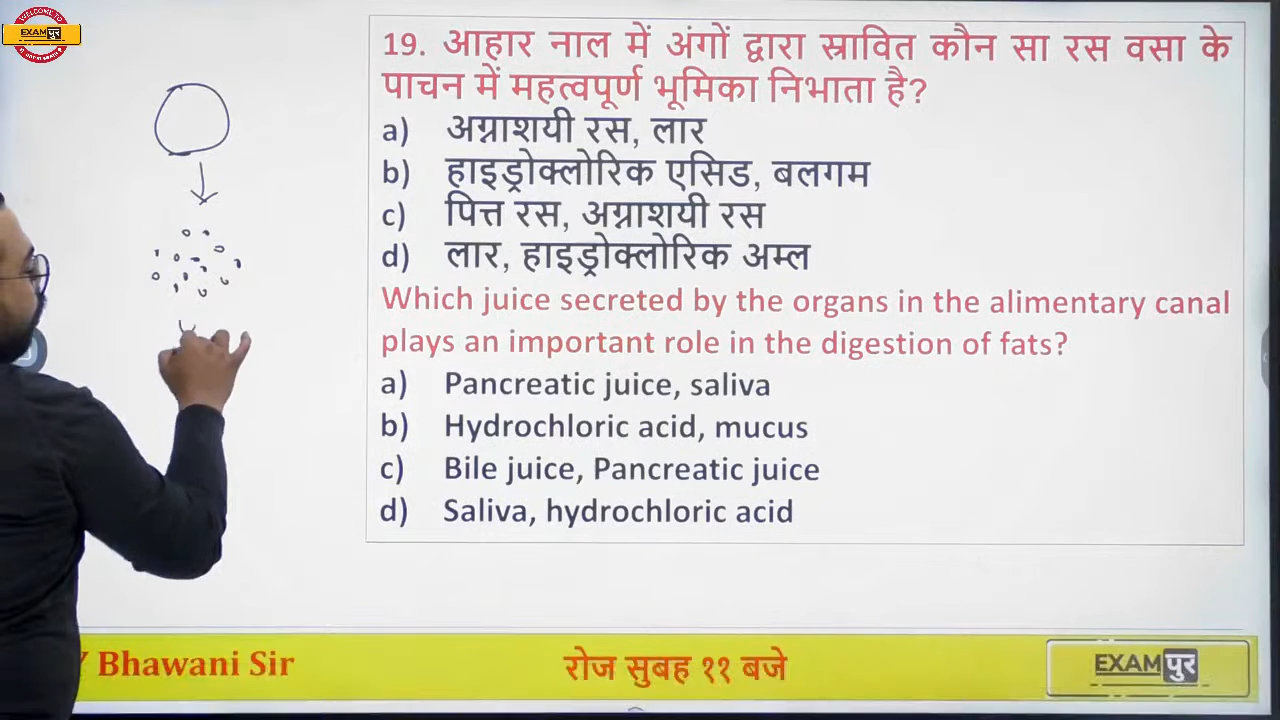 WELCOME TO
EXAMपुर
19. आहार नाल में अंगों द्वारा स्रावित कौन सा रस वसा के
पाचन में महत्वपूर्ण भूमिका निभाता है?
a) अग्नाशयी रस, लार
b) हाइड्रोक्लोरिक एसिड, बलगम
c) पित्त रस, अग्नाशयी रस
d) लार, हाइड्रोक्लोरिक अम्ल
Which juice secreted by the organs in the alimentary canal
plays an important role in the digestion of fats?
a) Pancreatic juice, saliva
b) Hydrochloric acid, mucus
c) Bile juice, Pancreatic juice
d) Saliva, hydrochloric acid
Bhawani Sir
रोज सुबह ११ बजे
EXAMपुर